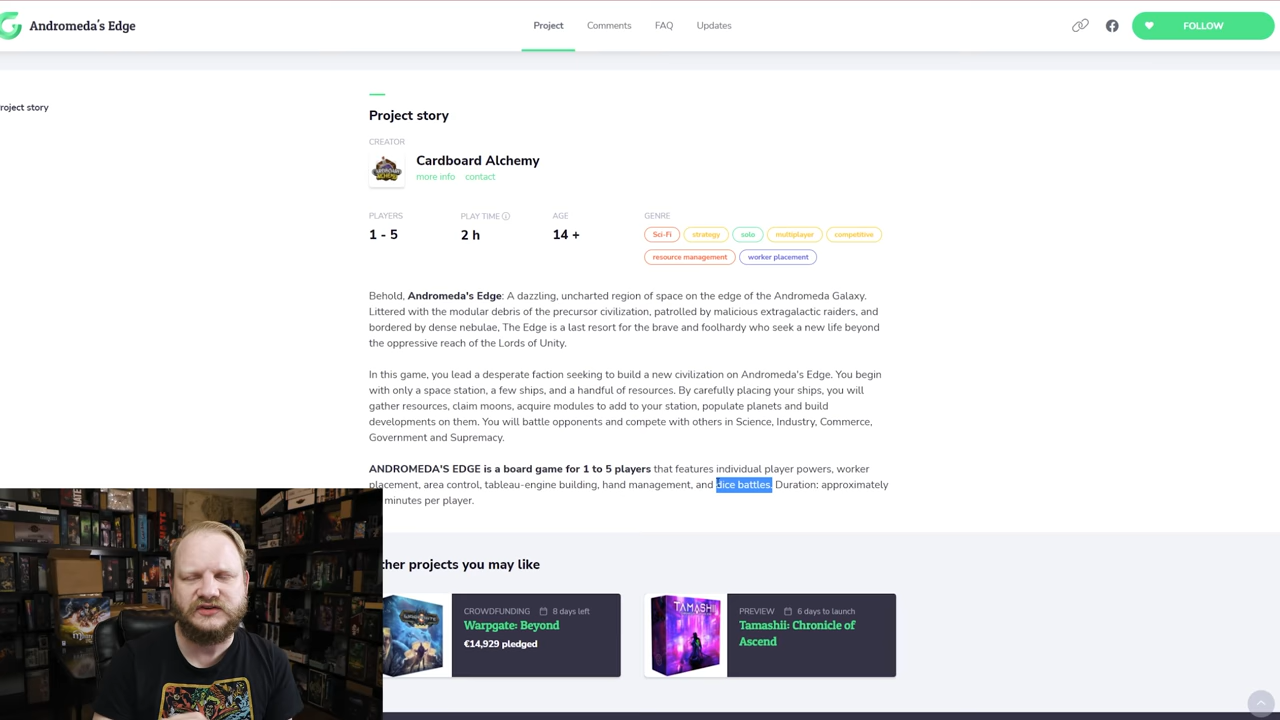 Andromeda's Edge
Project
Comments
FAQ
Updates
FOLLOW
roject story
Project story
CREATOR
Cardboard Alchemy
more info contact
PLAYERS
1 - 5
PLAY TIME
2 h
AGE
14 +
GENRE
Sci-Fi strategy solo multiplayer competitive
resource management worker placement
Behold, Andromeda's Edge: A dazzling, uncharted region of space on the edge of the Andromeda Galaxy.
Littered with the modular debris of the precursor civilization, patrolled by malicious extragalactic raiders, and
bordered by dense nebulae, The Edge is a last resort for the brave and foolhardy who seek a new life beyond
the oppressive reach of the Lords of Unity.
In this game, you lead a desperate faction seeking to build a new civilization on Andromeda's Edge. You begin
with only a space station, a few ships, and a handful of resources. By carefully placing your ships, you will
gather resources, claim moons, acquire modules to add to your station, populate planets and build
developments on them. You will battle opponents and compete with others in Science, Industry, Commerce,
Government and Supremacy.
ANDROMEDA'S EDGE is a board game for 1 to 5 players that features individual player powers, worker
placement, area control, tableau-engine building, hand management, and dice battles. Duration: approximately
minutes per player.
ther projects you may like
CROWDFUNDING 8 days left
Warpgate: Beyond
€14,929 pledged
TAMASHII
PREVIEW 6 days to launch
Tamashii: Chronicle of
Ascend